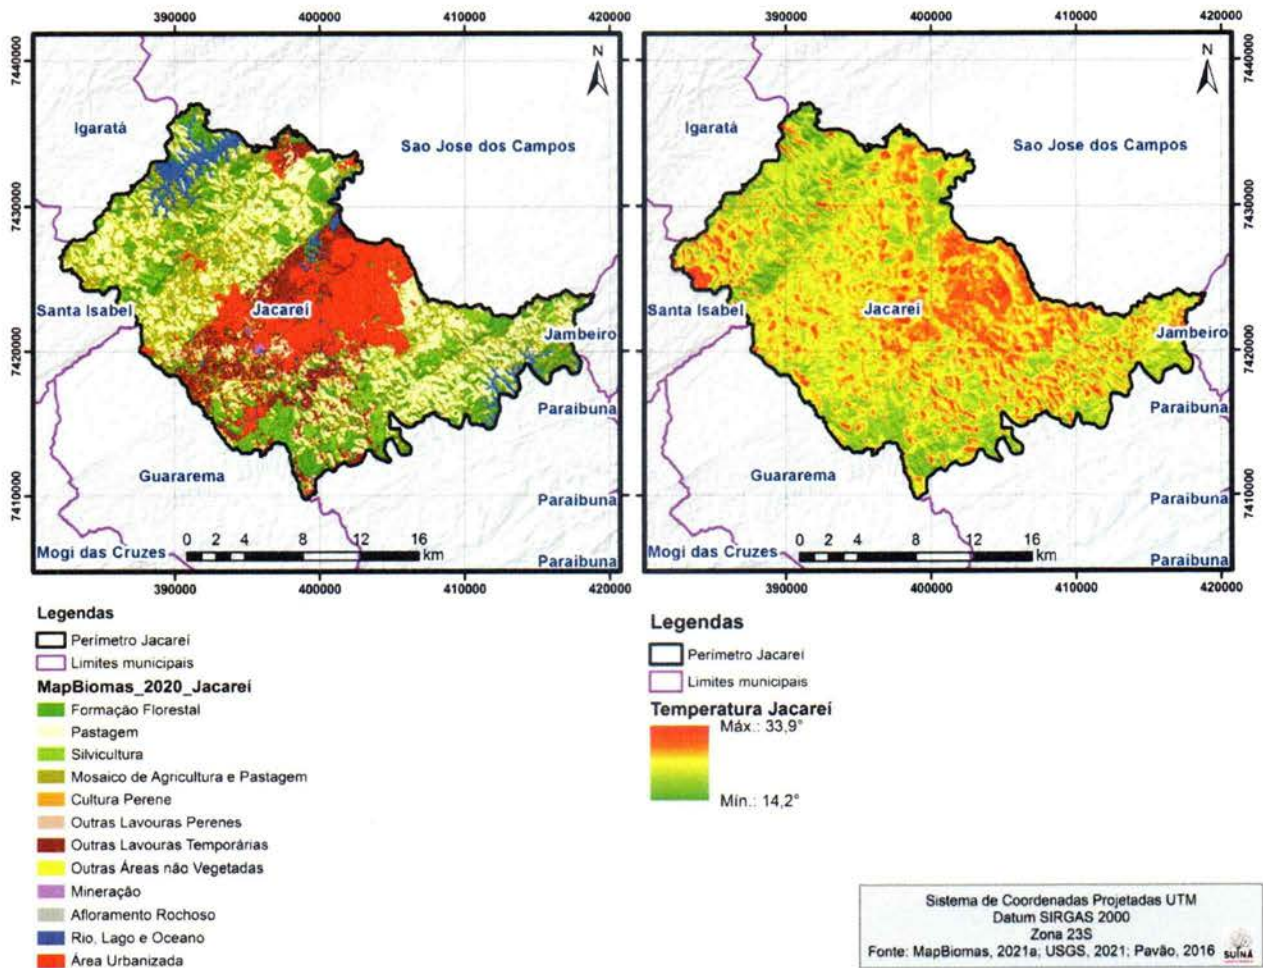 390000 400000 410000 420000
7440000
7430000
7420000
7410000
N
Igaratá
Sao Jose dos Campos
Santa Isabel
Jacareí
Jambeiro
Paraibuna
Guararema
Paraibuna
Mogi das Cruzes
Paraibuna
0 2 4 8 12 16
km
390000 400000 410000 420000
390000 400000 410000 420000
7440000
7430000
7420000
7410000
N
Igaratá
Sao Jose dos Campos
Santa Isabel
Jacareí
Jambeiro
Paraibuna
Guararema
Paraibuna
Mogi das Cruzes
Paraibuna
0 2 4 8 12 16
km
390000 400000 410000 420000
Legendas
Perímetro Jacareí
Limites municipais
MapBiomas_2020_Jacareí
Formação Florestal
Pastagem
Silvicultura
Mosaico de Agricultura e Pastagem
Cultura Perene
Outras Lavouras Perenes
Outras Lavouras Temporárias
Outras Áreas não Vegetadas
Mineração
Afloramento Rochoso
Rio, Lago e Oceano
Área Urbanizada
Legendas
Perímetro Jacareí
Limites municipais
Temperatura Jacareí
Máx.: 33,9°
Mín.: 14,2°
Sistema de Coordenadas Projetadas UTM
Datum SIRGAS 2000
Zona 23S
Fonte: MapBiomas, 2021a; USGS, 2021; Pavão, 2016
SUINÃ